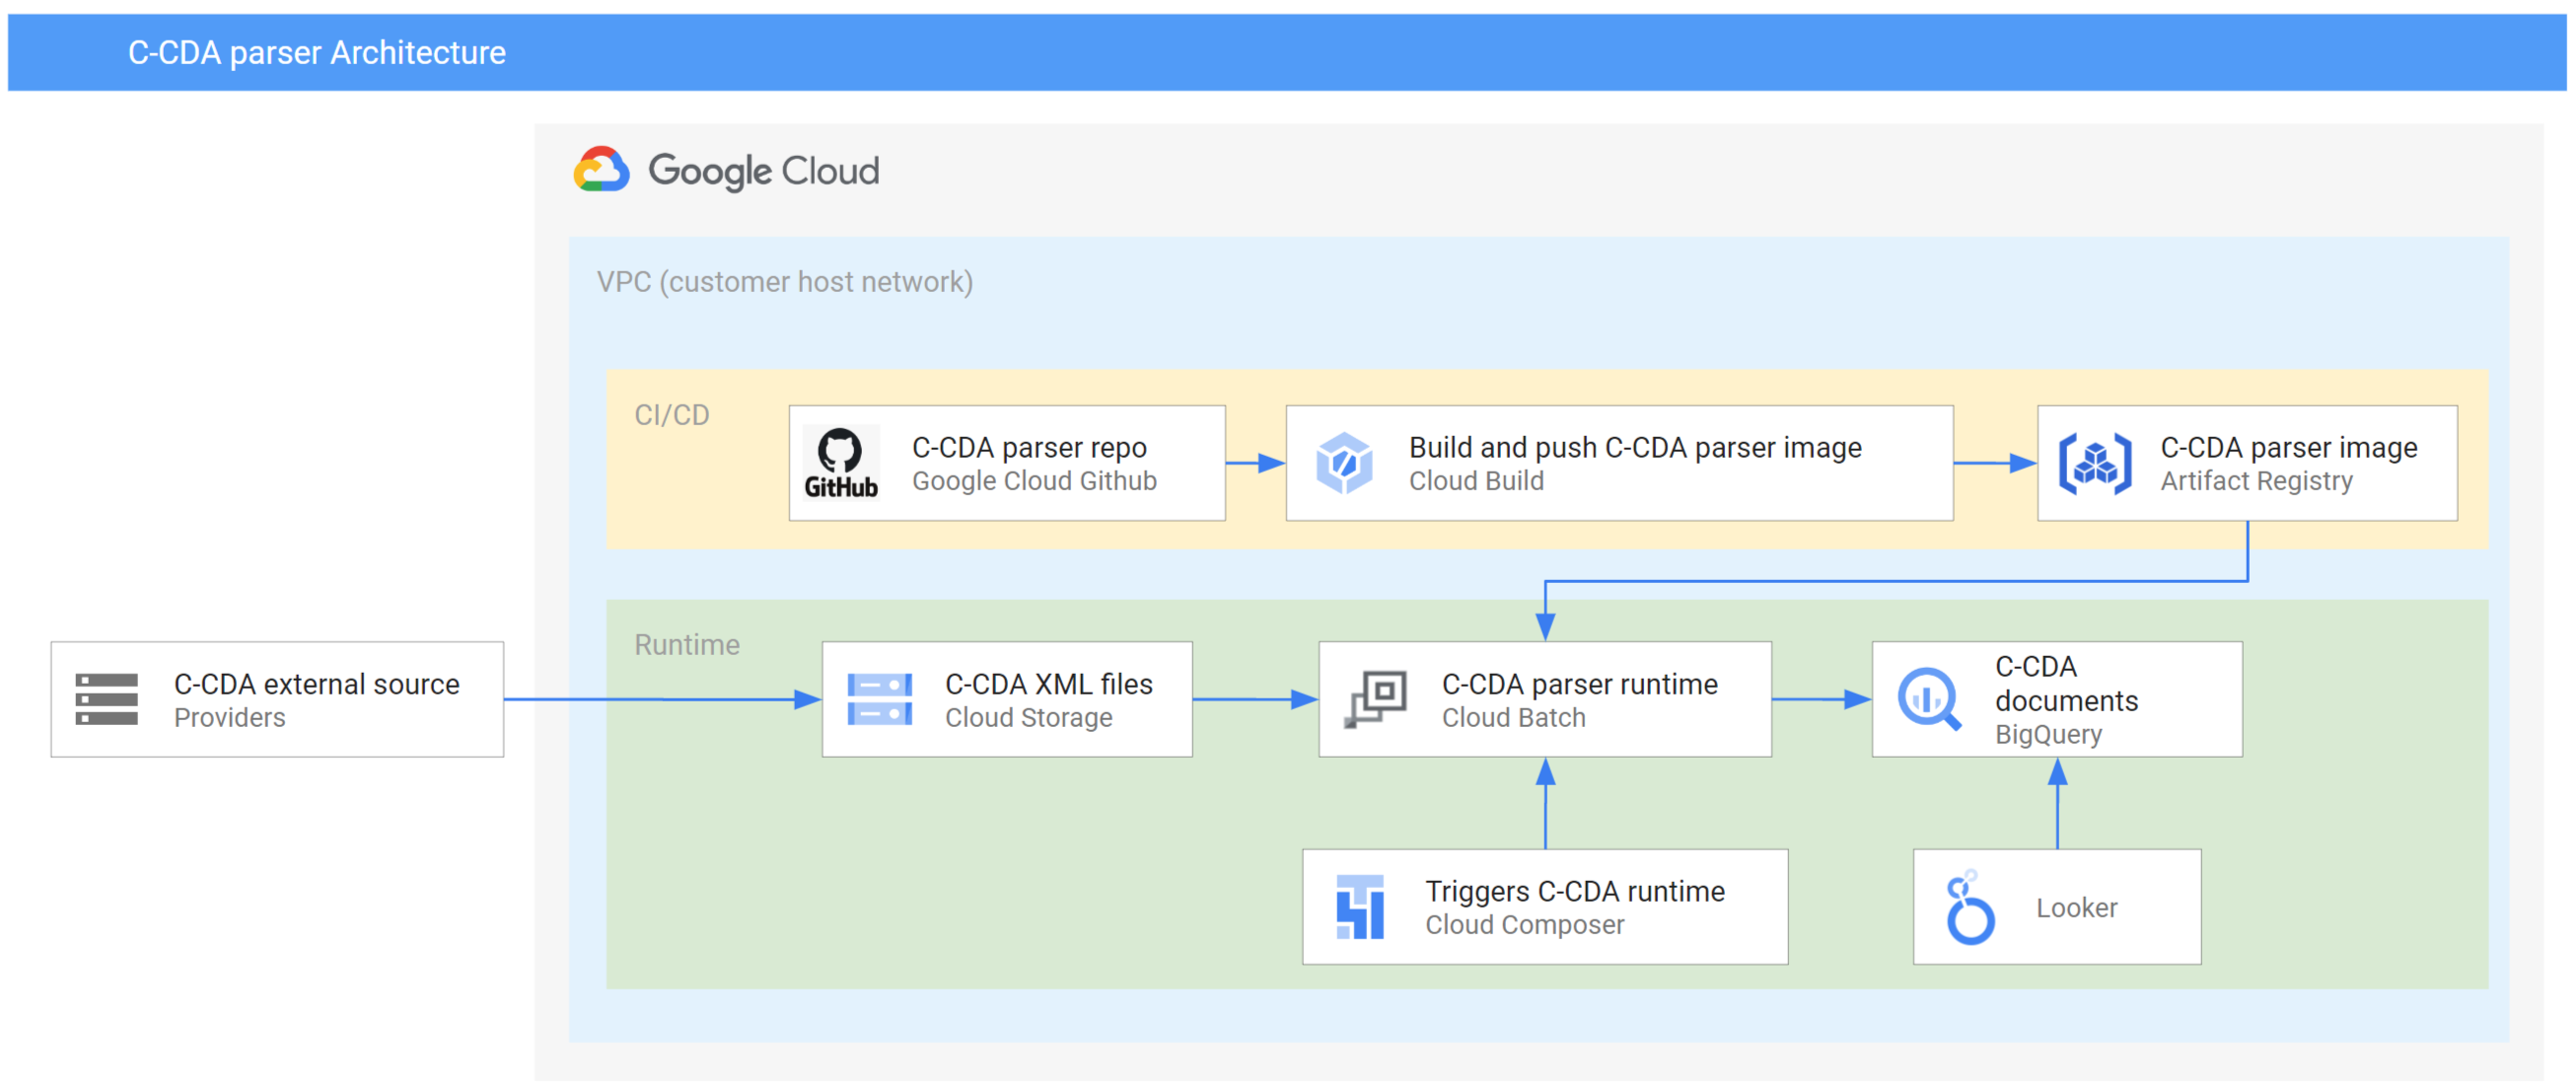 C-CDA parser Architecture
Google Cloud
VPC (customer host network)
CI/CD
GitHub
C-CDA parser repo
Google Cloud Github
Build and push C-CDA parser image
Cloud Build
C-CDA parser image
Artifact Registry
Runtime
C-CDA external source
Providers
C-CDA XML files
Cloud Storage
C-CDA parser runtime
Cloud Batch
C-CDA
documents
BigQuery
Triggers C-CDA runtime
Cloud Composer
Looker